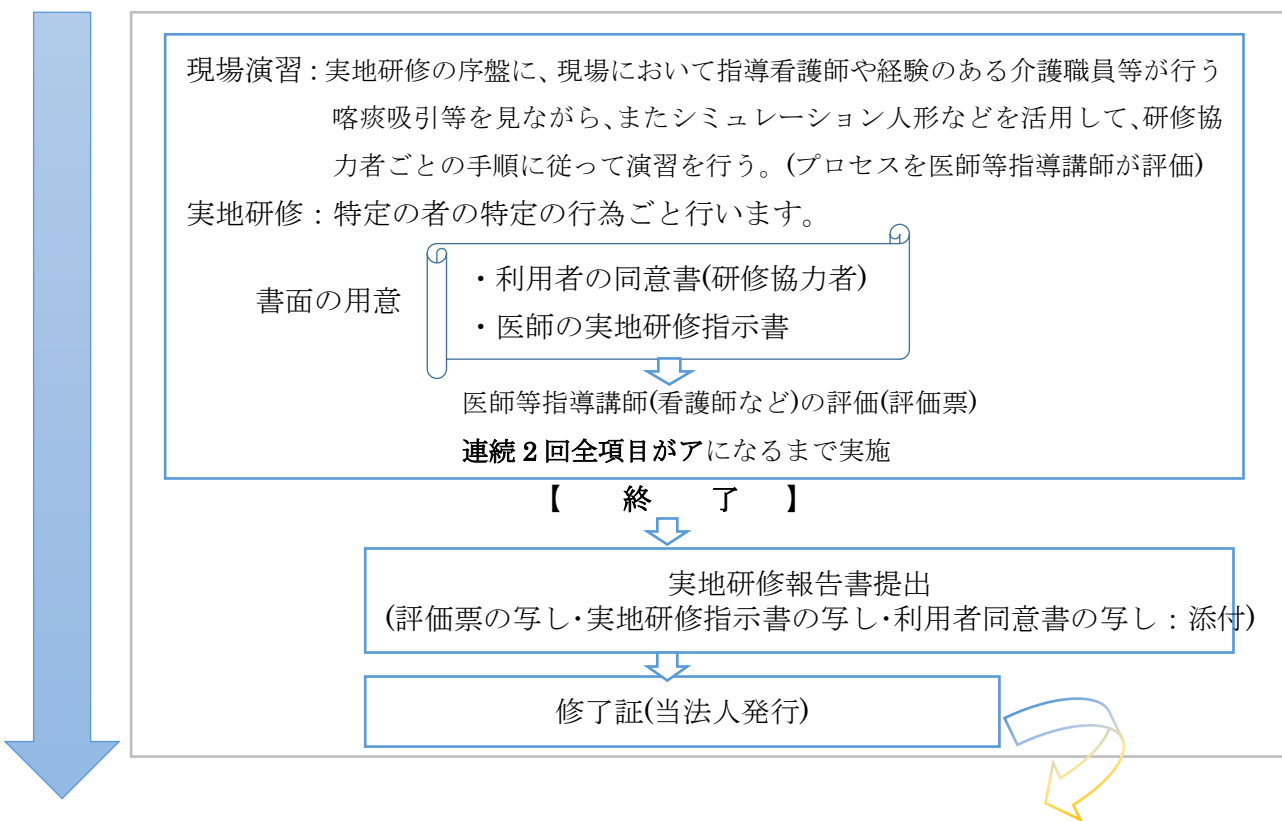 現場演習：実地研修の序盤に、現場において指導看護師や経験のある介護職員等が行う
喀痰吸引等を見ながら、またシミュレーション人形などを活用して、研修協
力者ごとの手順に従って演習を行う。(プロセスを医師等指導講師が評価)
実地研修：特定の者の特定の行為ごと行います。
書面の用意
・利用者の同意書(研修協力者)
・医師の実地研修指示書
医師等指導講師(看護師など)の評価(評価票)
連続２回全項目がアになるまで実施
【　終　了　】
実地研修報告書提出
(評価票の写し・実地研修指示書の写し・利用者同意書の写し：添付)
修了証(当法人発行)